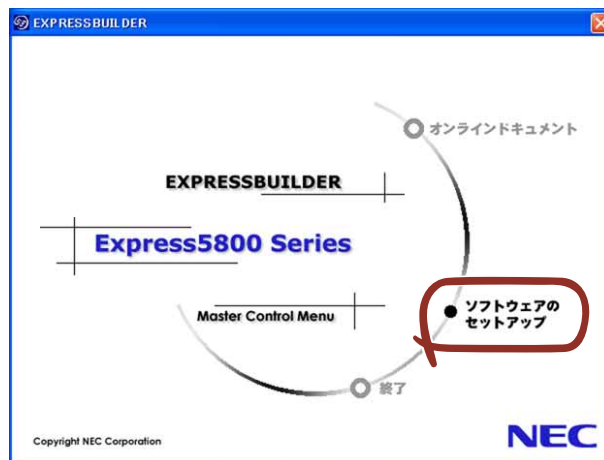 EXPRESSBUILDER
オンラインドキュメント
EXPRESSBUILDER
Express5800 Series
Master Control Menu
ソフトウェアの
セットアップ
終了
Copyright NEC Corporation
NEC